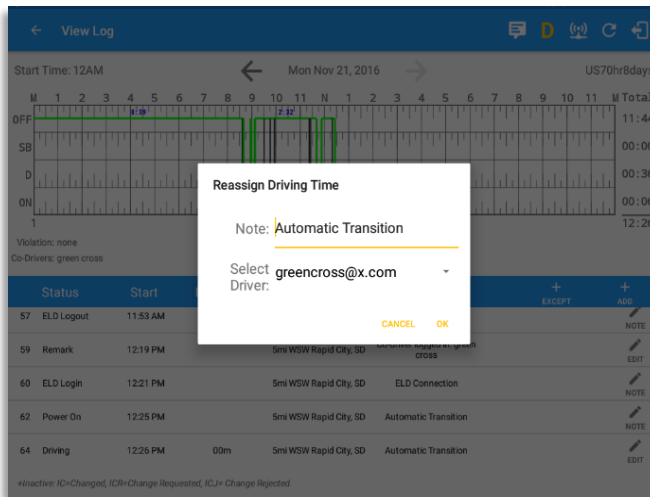 View Log
D
Start Time: 12AM
Mon Nov 21, 2016
US70hr8days
M 1 2 3 4 5 6 7 8 9 10 11 N 1 2 3 4 5 6 7 8 9 10 11 M Total
OFF 11:44
SB 00:00
D 00:30
ON
12:20
1
Violation: none
Co-Drivers: green cross
Reassign Driving Time
Note: Automatic Transition
Select Driver: greencross@x.com
CANCEL OK
Status Start
+ EXCEPT
+ ADD
57 ELD Logout 11:53 AM NOTE
59 Remark 12:19 PM 5mi WSW Rapid City, SD Co-driver logged in: green cross EDIT
60 ELD Login 12:21 PM 5mi WSW Rapid City, SD ELD Connection NOTE
62 Power On 12:25 PM 5mi WSW Rapid City, SD Automatic Transition NOTE
64 Driving 12:26 PM 00m 5mi WSW Rapid City, SD Automatic Transition EDIT
+Inactive: IC=Changed, ICR=Change Requested, ICJ= Change Rejected